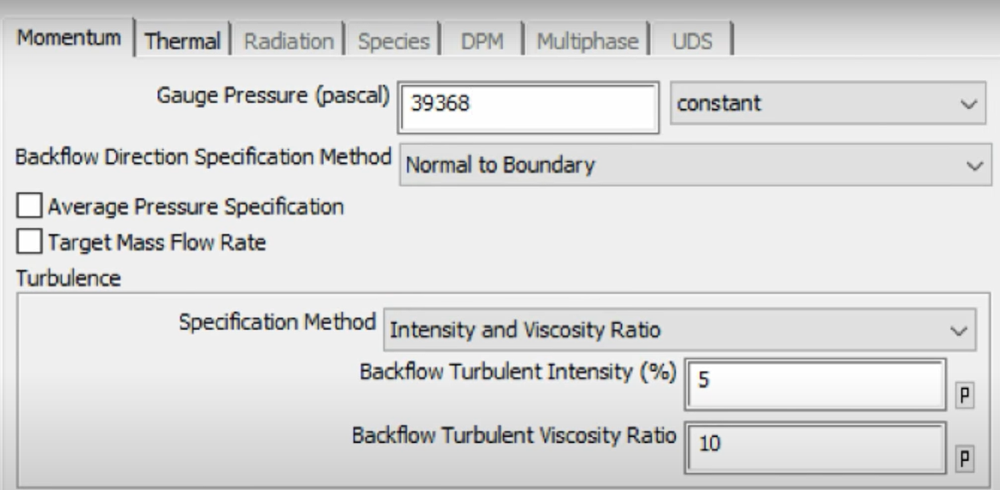 Momentum Thermal Radiation Species DPM Multiphase UDS
Gauge Pressure (pascal) 39368 constant
Backflow Direction Specification Method Normal to Boundary
Average Pressure Specification
Target Mass Flow Rate
Turbulence
Specification Method Intensity and Viscosity Ratio
Backflow Turbulent Intensity (%) 5 P
Backflow Turbulent Viscosity Ratio 10 P